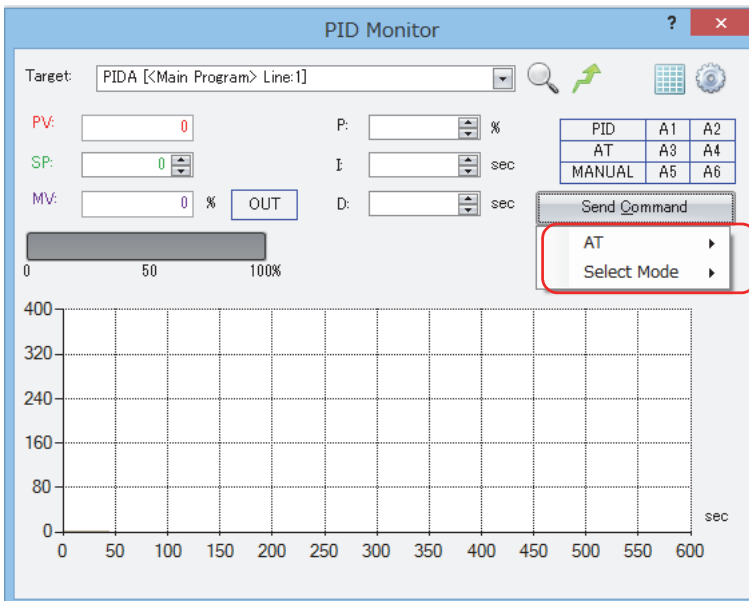 PID Monitor ? ×
Target: PIDA [<Main Program> Line:1]
PV: 0 P: % PID A1 A2
SP: 0 I: sec AT A3 A4
MANUAL A5 A6
MV: 0 % OUT D: sec Send Command
AT
0 50 100% Select Mode
400
320
240
160
80
0 sec
0 50 100 150 200 250 300 350 400 450 500 550 600